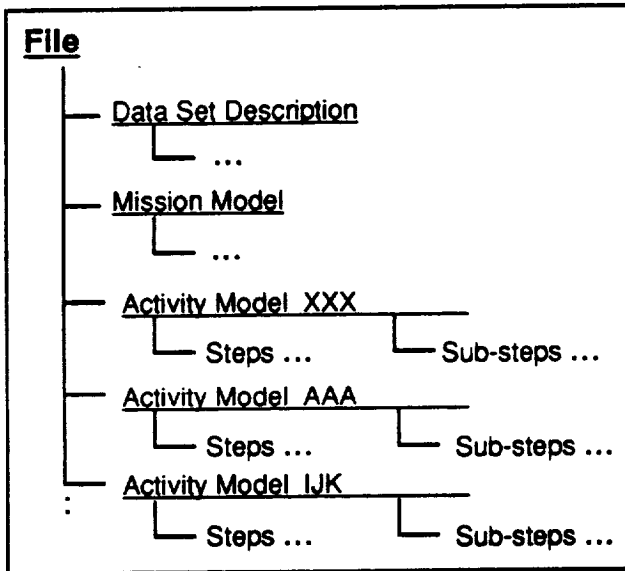 File
Data Set Description
...
Mission Model
...
Activity Model XXX
Steps ... Sub-steps ...
Activity Model AAA
Steps ... Sub-steps ...
Activity Model IJK
Steps ... Sub-steps ...